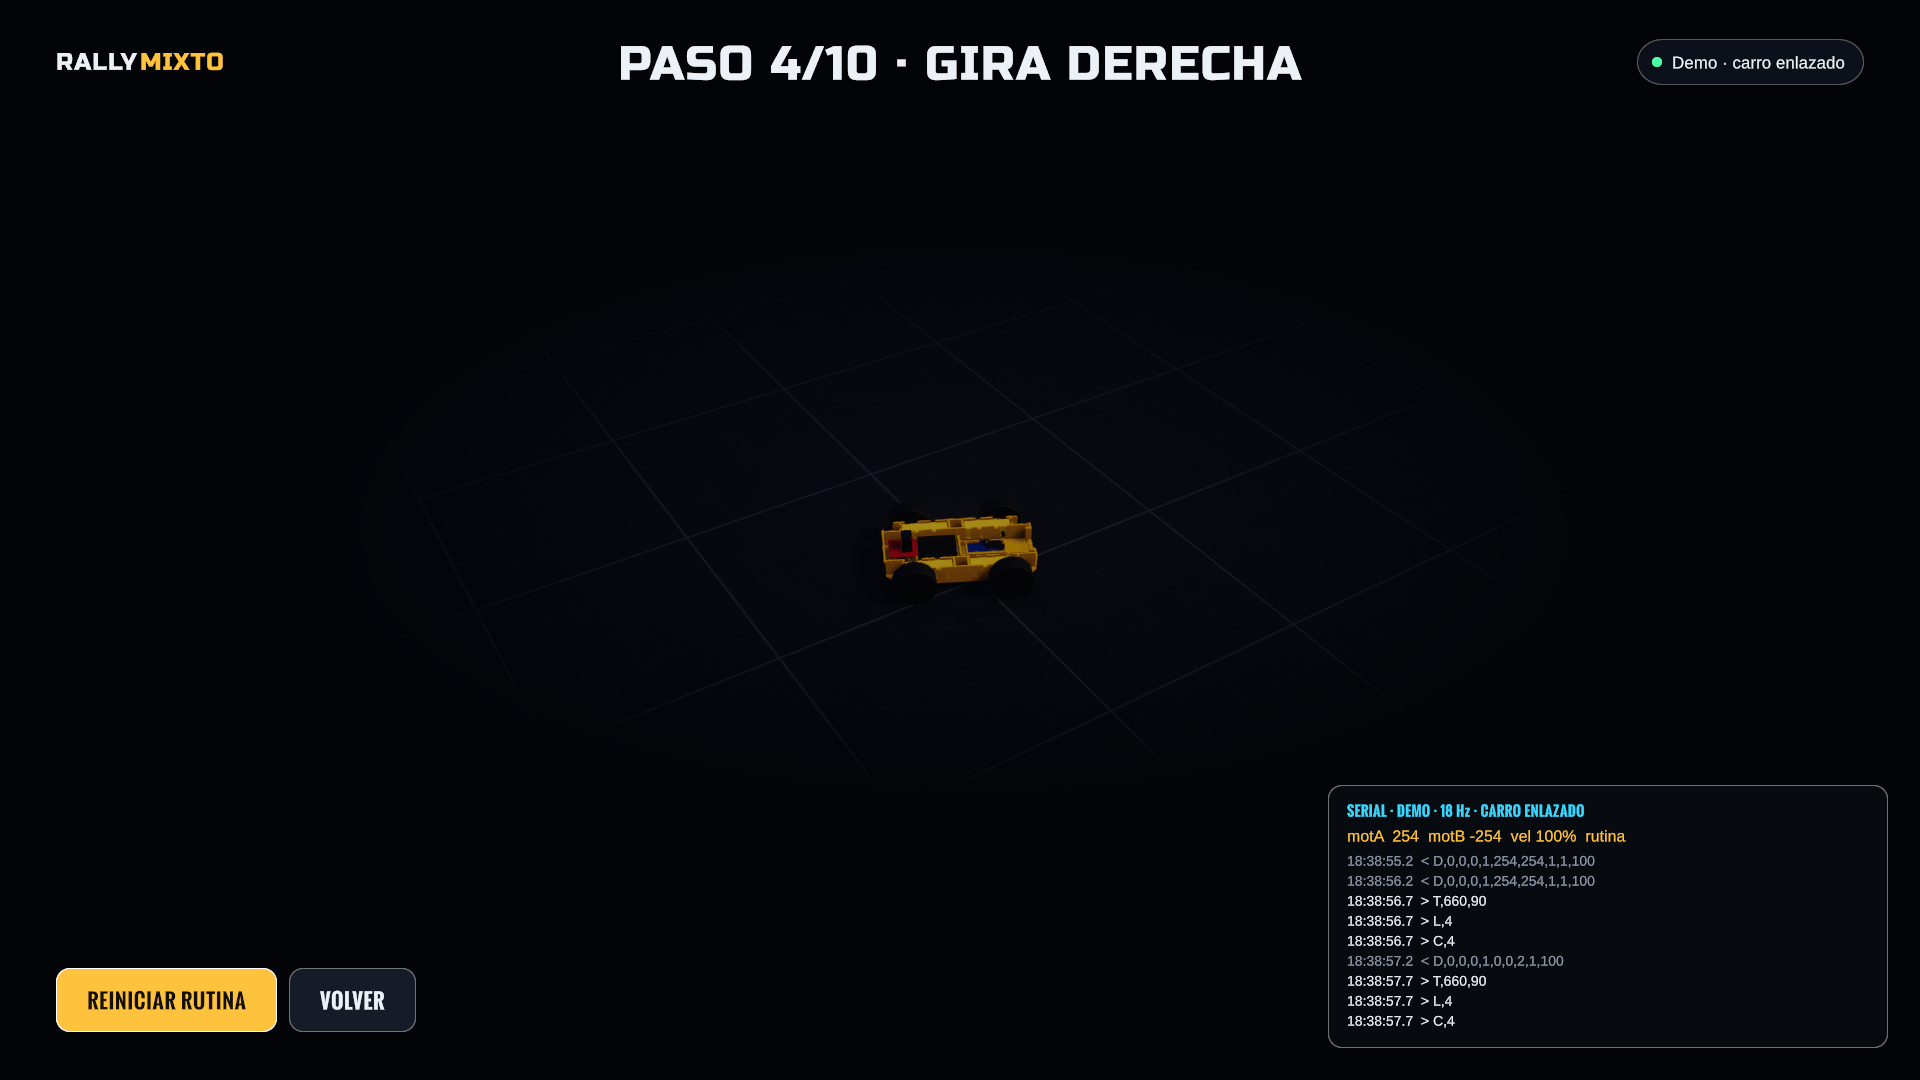 RALLYMIXTO
PASO 4/10 · GIRA DERECHA
Demo · carro enlazado
SERIAL · DEMO · 18 Hz · CARRO ENLAZADO
motA 254 motB -254 vel 100% rutina
18:38:55.2 < D,0,0,0,1,254,254,1,1,100
18:38:56.2 < D,0,0,0,1,254,254,1,1,100
18:38:56.7 > T,660,90
18:38:56.7 > L,4
18:38:56.7 > C,4
18:38:57.2 < D,0,0,0,1,0,0,2,1,100
18:38:57.7 > T,660,90
18:38:57.7 > L,4
18:38:57.7 > C,4
REINICIAR RUTINA
VOLVER